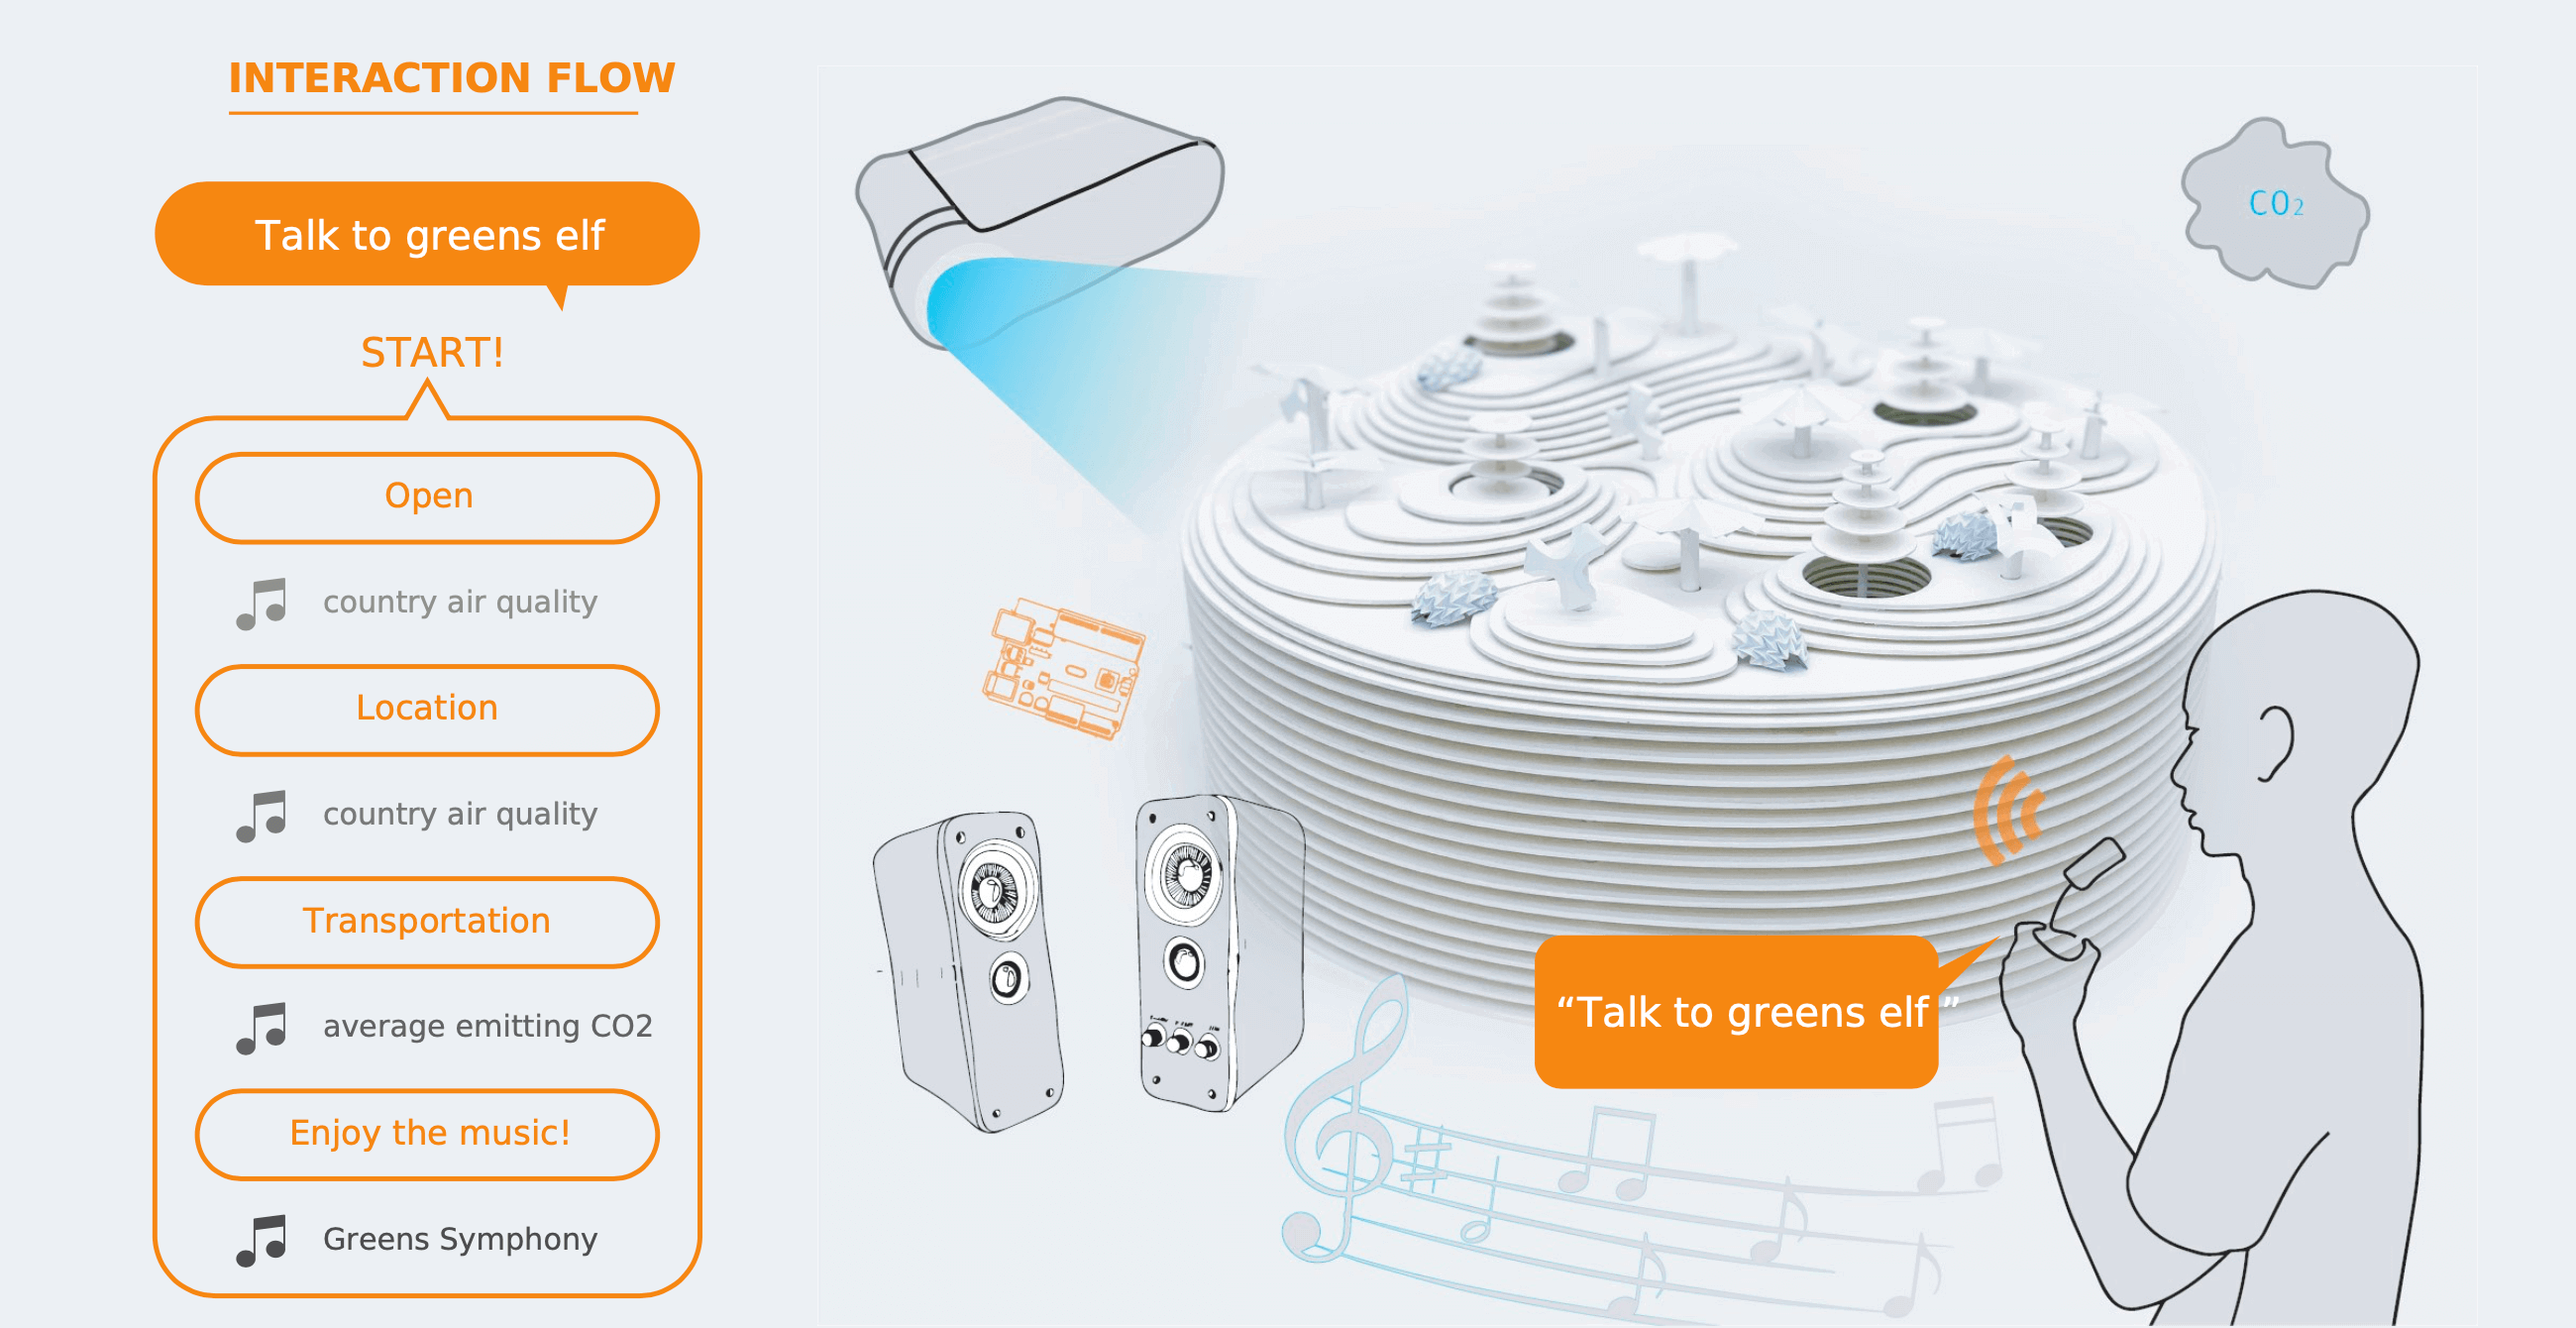 INTERACTION FLOW
Talk to greens elf
START!
Open
country air quality
Location
country air quality
Transportation
average emitting CO2
Enjoy the music!
Greens Symphony
CO₂
“Talk to greens elf ”